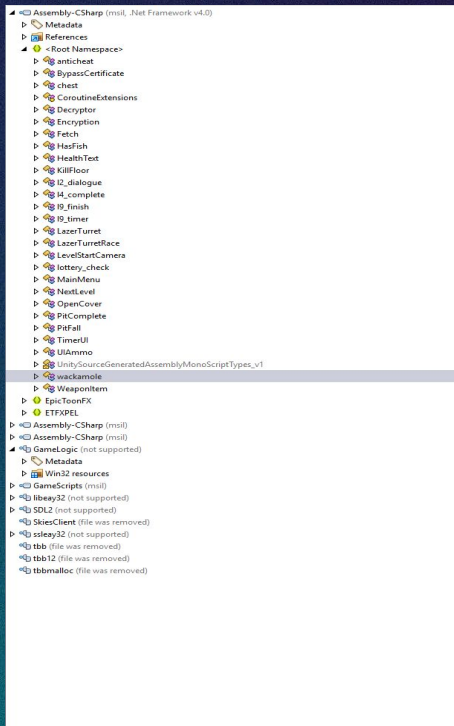 Assembly-CSharp (msil, .Net Framework v4.0)
Metadata
References
<Root Namespace>
anticheat
BypassCertificate
chest
CoroutineExtensions
Decryptor
Encryption
Fetch
HasFish
HealthText
KillFloor
l2_dialogue
l4_complete
l9_finish
l9_timer
LazerTurret
LazerTurretRace
LevelStartCamera
lottery_check
MainMenu
NextLevel
OpenCover
PitComplete
PitFall
TimerUI
UIAmmo
UnitySourceGeneratedAssemblyMonoScriptTypes_v1
wackamole
WeaponItem
EpicToonFX
ETFXPEL
Assembly-CSharp (msil)
Assembly-CSharp (msil)
GameLogic (not supported)
Metadata
Win32 resources
GameScripts (msil)
libeay32 (not supported)
SDL2 (not supported)
SkiesClient (file was removed)
ssleay32 (not supported)
tbb (file was removed)
tbb12 (file was removed)
tbbmalloc (file was removed)